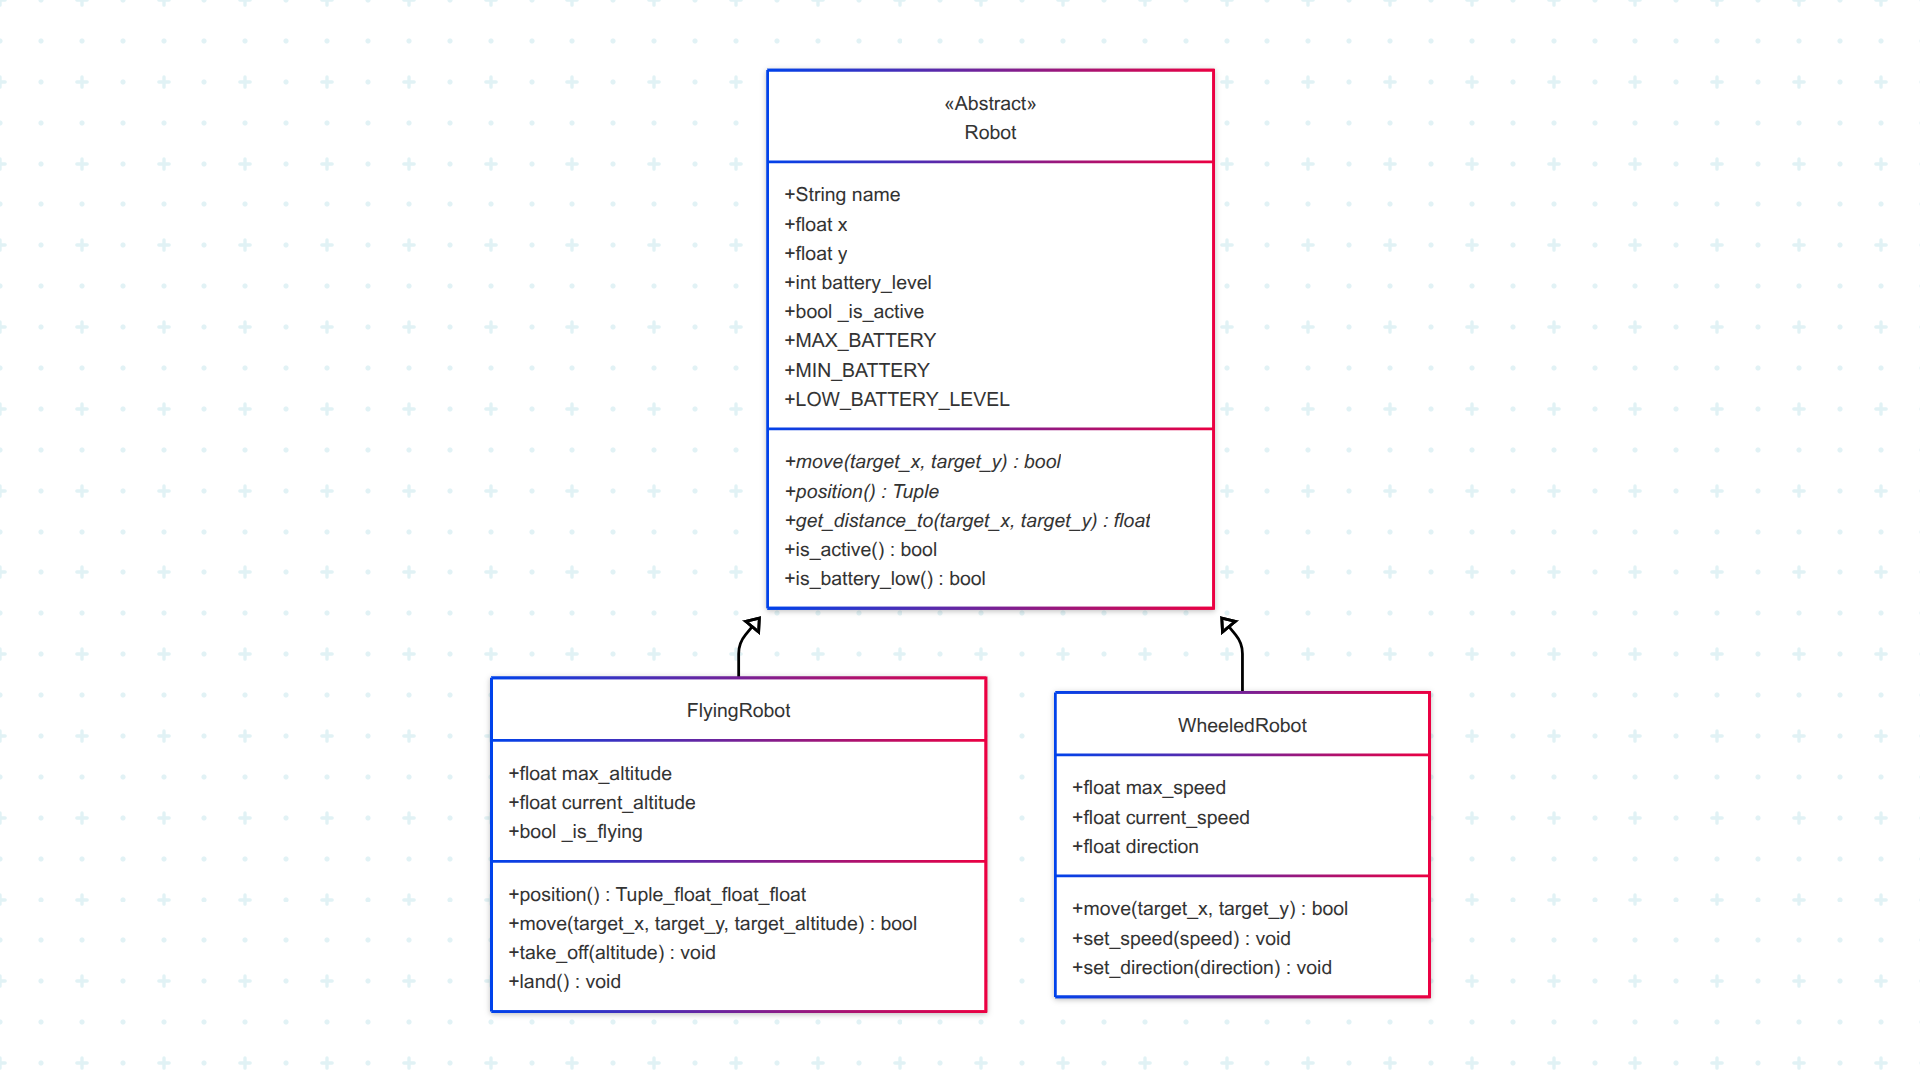 «Abstract»
Robot
+String name
+float x
+float y
+int battery_level
+bool _is_active
+MAX_BATTERY
+MIN_BATTERY
+LOW_BATTERY_LEVEL
+move(target_x, target_y) : bool
+position() : Tuple
+get_distance_to(target_x, target_y) : float
+is_active() : bool
+is_battery_low() : bool
FlyingRobot
+float max_altitude
+float current_altitude
+bool _is_flying
+position() : Tuple_float_float_float
+move(target_x, target_y, target_altitude) : bool
+take_off(altitude) : void
+land() : void
WheeledRobot
+float max_speed
+float current_speed
+float direction
+move(target_x, target_y) : bool
+set_speed(speed) : void
+set_direction(direction) : void